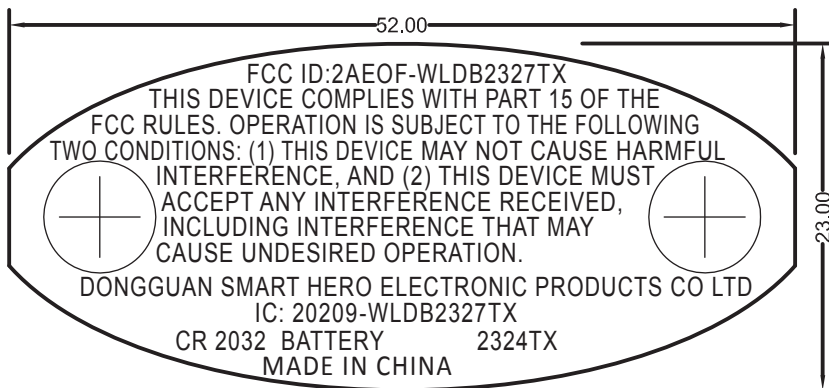 52.00
FCC ID:2AEOF-WLDB2327TX
THIS DEVICE COMPLIES WITH PART 15 OF THE
FCC RULES. OPERATION IS SUBJECT TO THE FOLLOWING
TWO CONDITIONS: (1) THIS DEVICE MAY NOT CAUSE HARMFUL
INTERFERENCE, AND (2) THIS DEVICE MUST
ACCEPT ANY INTERFERENCE RECEIVED,
INCLUDING INTERFERENCE THAT MAY
CAUSE UNDESIRED OPERATION.
23.00
DONGGUAN SMART HERO ELECTRONIC PRODUCTS CO LTD
IC: 20209-WLDB2327TX
CR 2032 BATTERY 2324TX
MADE IN CHINA